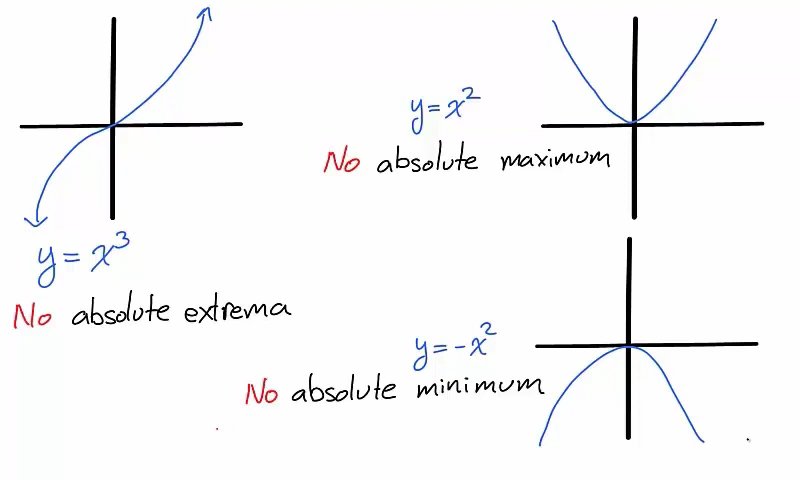 y = x³
No absolute extrema
y = x²
No absolute maximum
y = -x²
No absolute minimum